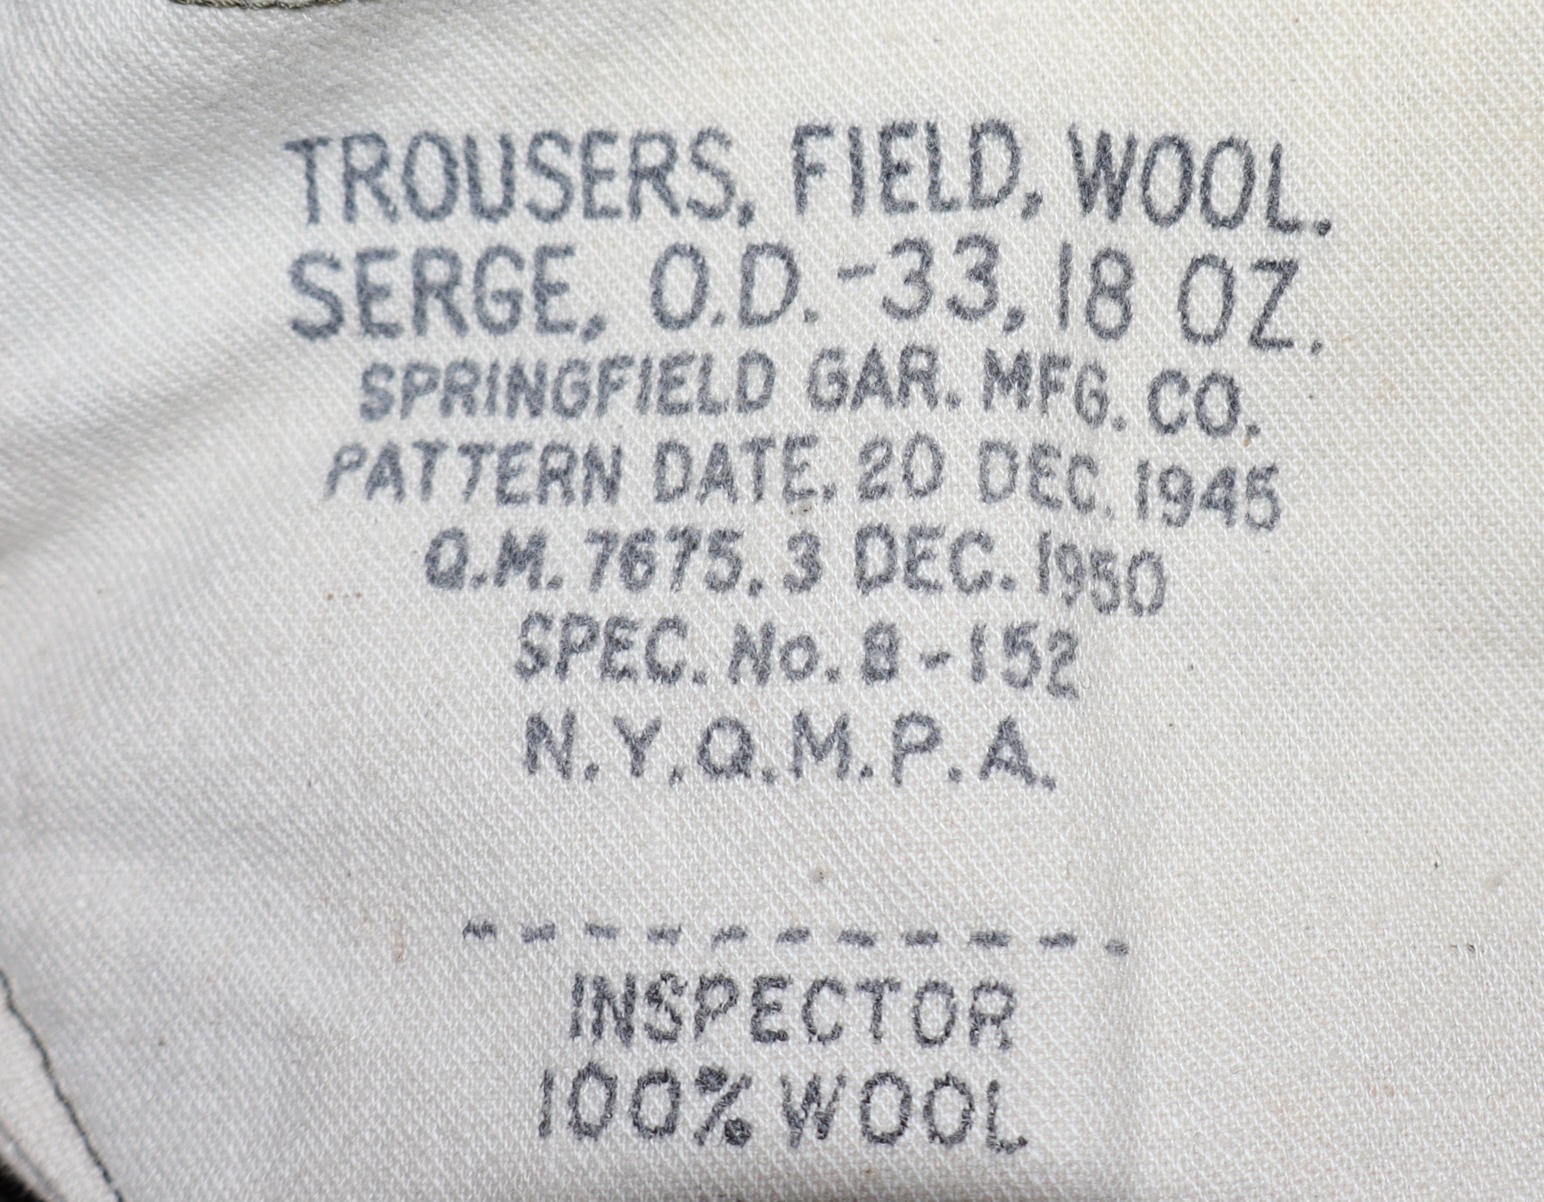 TROUSERS, FIELD, WOOL.
SERGE, O.D.-33, 18 OZ.
SPRINGFIELD GAR. MFG. CO.
PATTERN DATE. 20 DEC. 1945
Q.M. 7675. 3 DEC. 1950
SPEC. No. 8-152
N.Y.Q.M.P.A.
-----------
INSPECTOR
100% WOOL